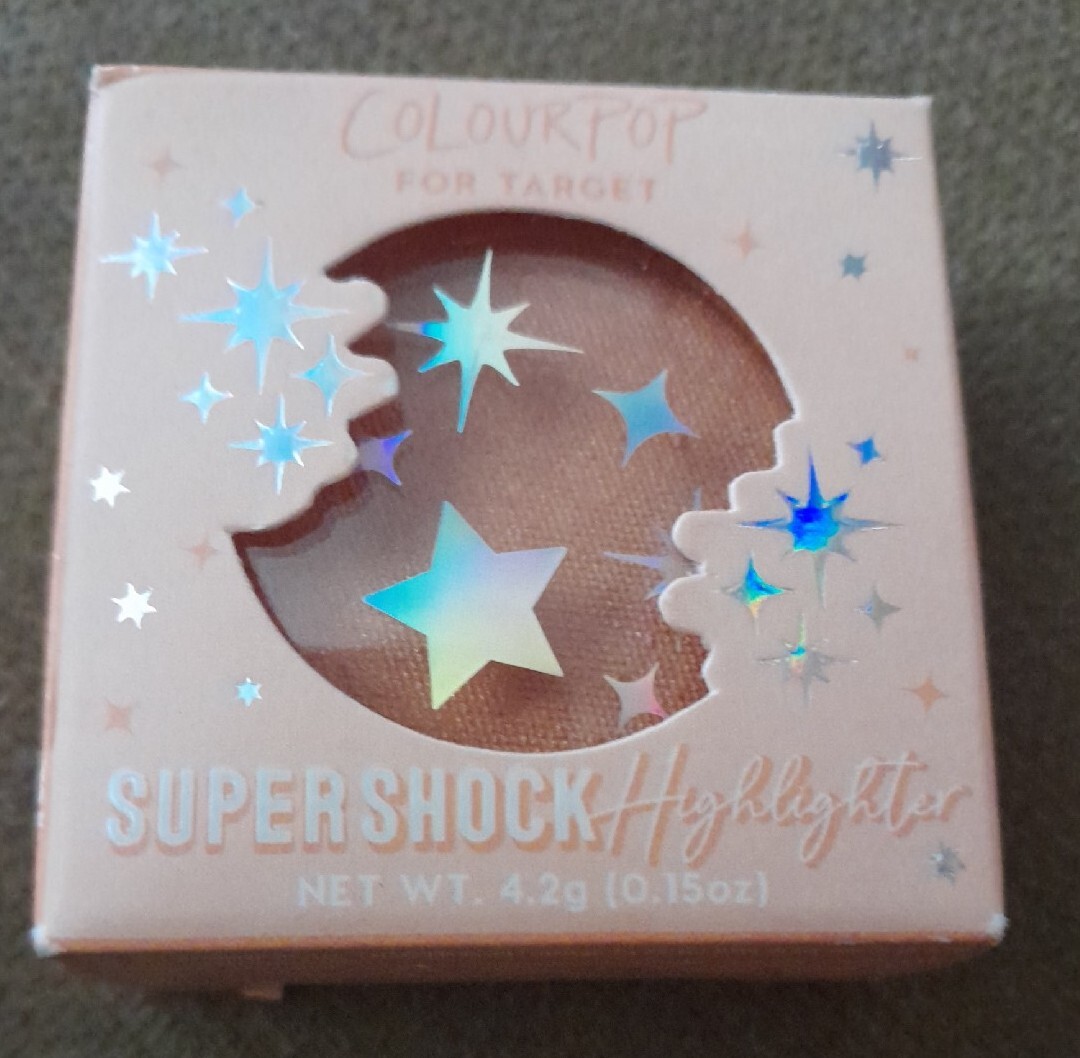 COLOURPOP
FOR TARGET
SUPER SHOCK Highlighter
NET WT. 4.2g (0.15oz)